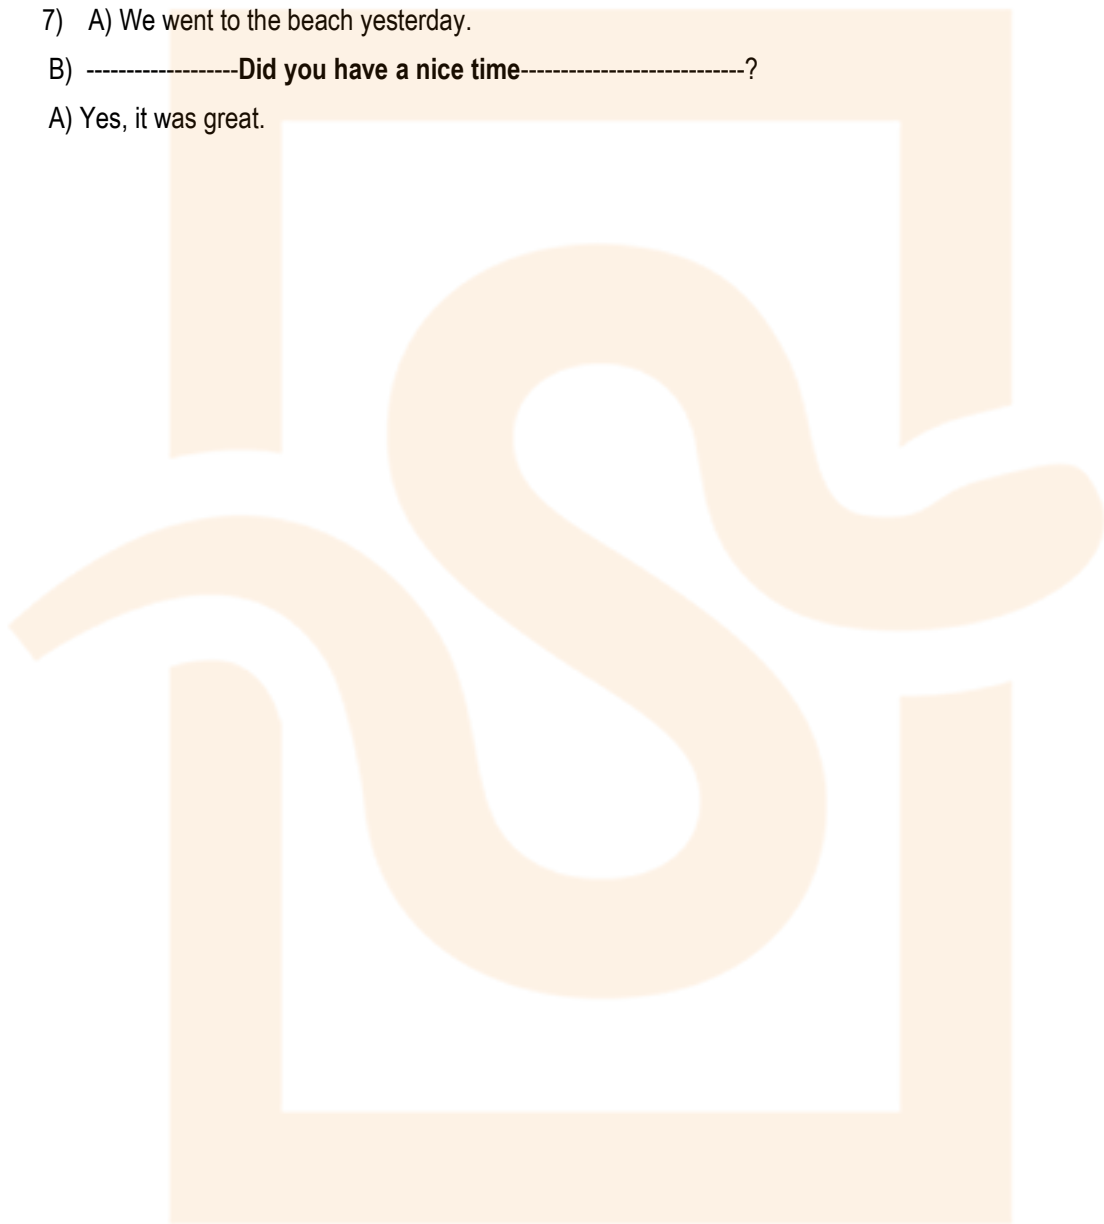 7) A) We went to the beach yesterday.
B) -------------------Did you have a nice time----------------------------?
A) Yes, it was great.